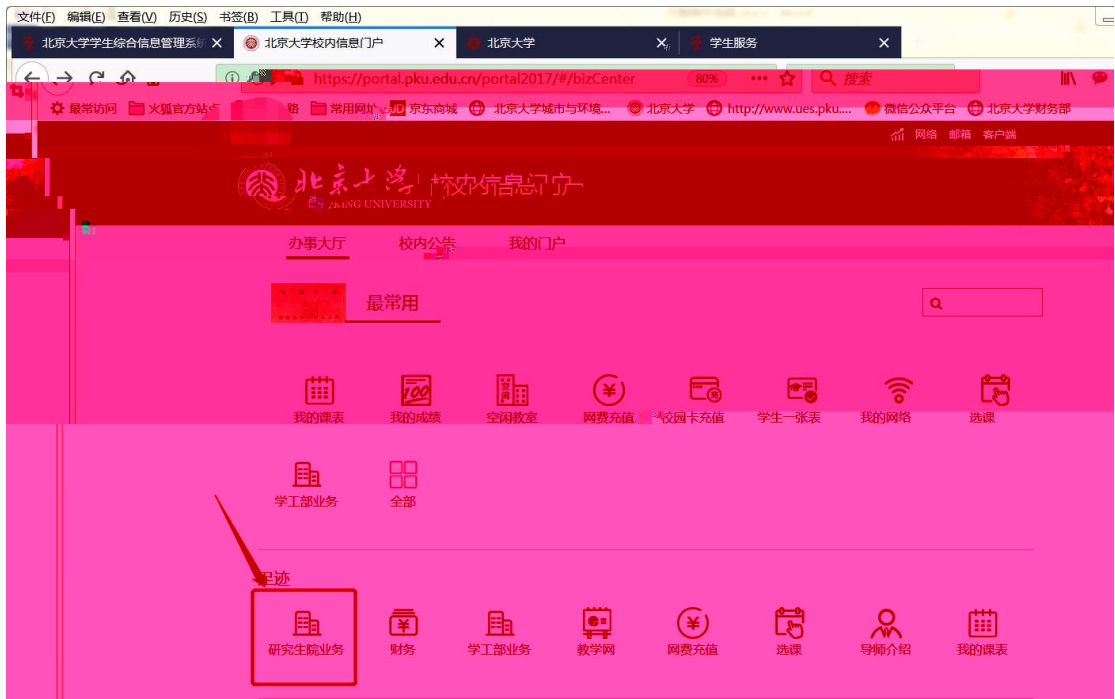 文件(F) 编辑(E) 查看(V) 历史(S) 书签(B) 工具(T) 帮助(H)
北京大学学生综合信息管理系统 北京大学校内信息门户 北京大学 学生服务
https://portal.pku.edu.cn/portal2017/#/bizCenter 80% 搜索
最常访问 火狐官方站点 常用网址 JD 京东商城 北京大学城市与环境... 北京大学 http://www.ues.pku.... 微信公众平台 北京大学财务部
网络 邮箱 客户端
北京大学 校内信息门户
PEKING UNIVERSITY
办事大厅 校内公告 我的门户
最常用
100 空闲
我的课表 我的成绩 空闲教室 网费充值 校园卡充值 学生一张表 我的网络 选课
学工部业务 全部
足迹
研究生院业务 财务 学工部业务 教学网 网费充值 选课 导师介绍 我的课表